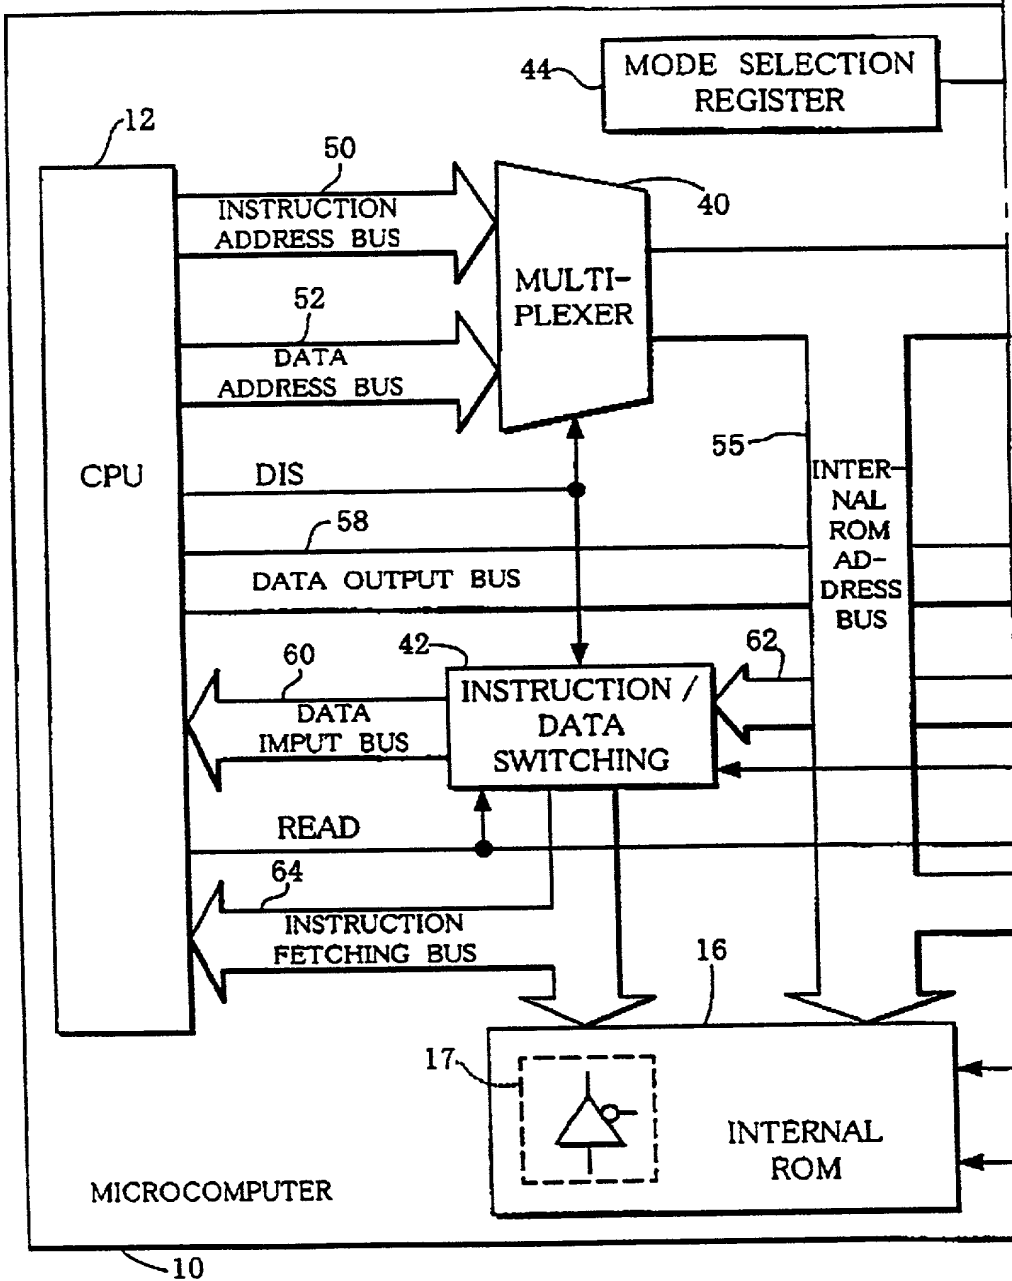 44
MODE SELECTION
REGISTER
12
50
INSTRUCTION
ADDRESS BUS
40
MULTI-
PLEXER
52
DATA
ADDRESS BUS
CPU
DIS
55
INTER-
NAL
ROM
AD-
DRESS
BUS
58
DATA OUTPUT BUS
60
DATA
IMPUT BUS
42
INSTRUCTION /
DATA
SWITCHING
62
READ
64
INSTRUCTION
FETCHING BUS
16
17
INTERNAL
ROM
MICROCOMPUTER
10